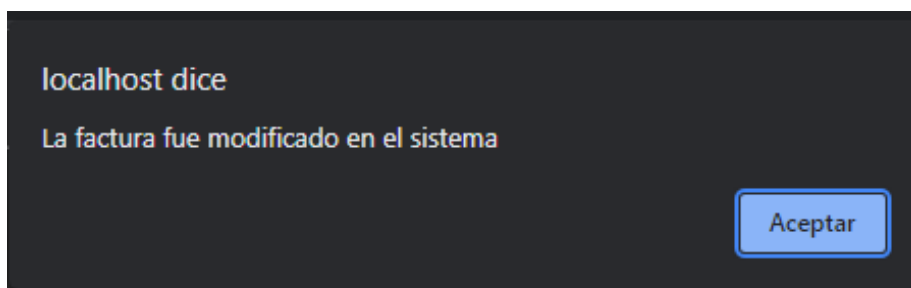 localhost dice
La factura fue modificado en el sistema
Aceptar